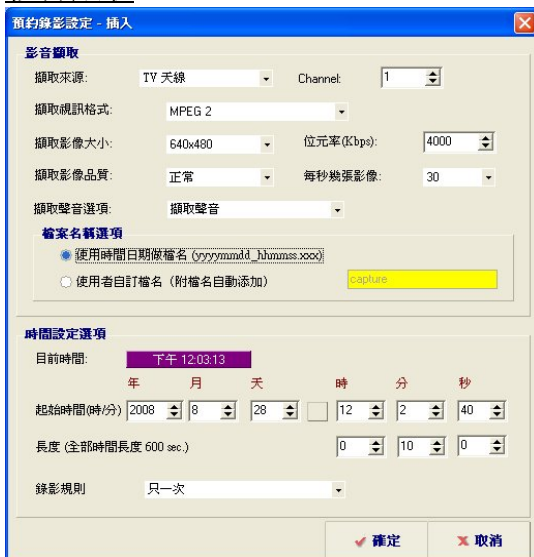 預約錄影設定 - 插入
影音擷取
擷取來源: TV 天線 Channel: 1
擷取視訊格式: MPEG 2
擷取影像大小: 640x480 位元率(Kbps): 4000
擷取影像品質: 正常 每秒幾張影像: 30
擷取聲音選項: 擷取聲音
檔案名稱選項
使用時間日期做檔名 (yyyymmdd_hhmmss.xxx)
使用者自訂檔名 (附檔名自動添加) capture
時間設定選項
目前時間: 下午 12:03:13
年 月 天 時 分 秒
起始時間(時/分) 2008 8 28 12 2 40
長度 (全部時間長度 600 sec.) 0 10 0
錄影規則 只一次
確定 取消